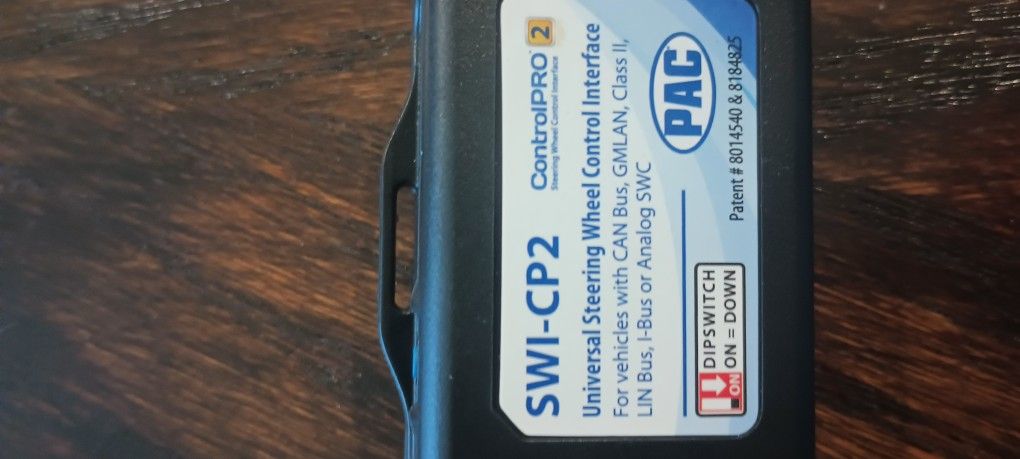 SWI-CP2
ControlPRO 2
Steering Wheel Control Interface
Universal Steering Wheel Control Interface
For vehicles with CAN Bus, GMLAN, Class II,
LIN Bus, I-Bus or Analog SWC
DIPSWITCH
ON ON = DOWN
PAC
Patent # 8014540 & 8184825